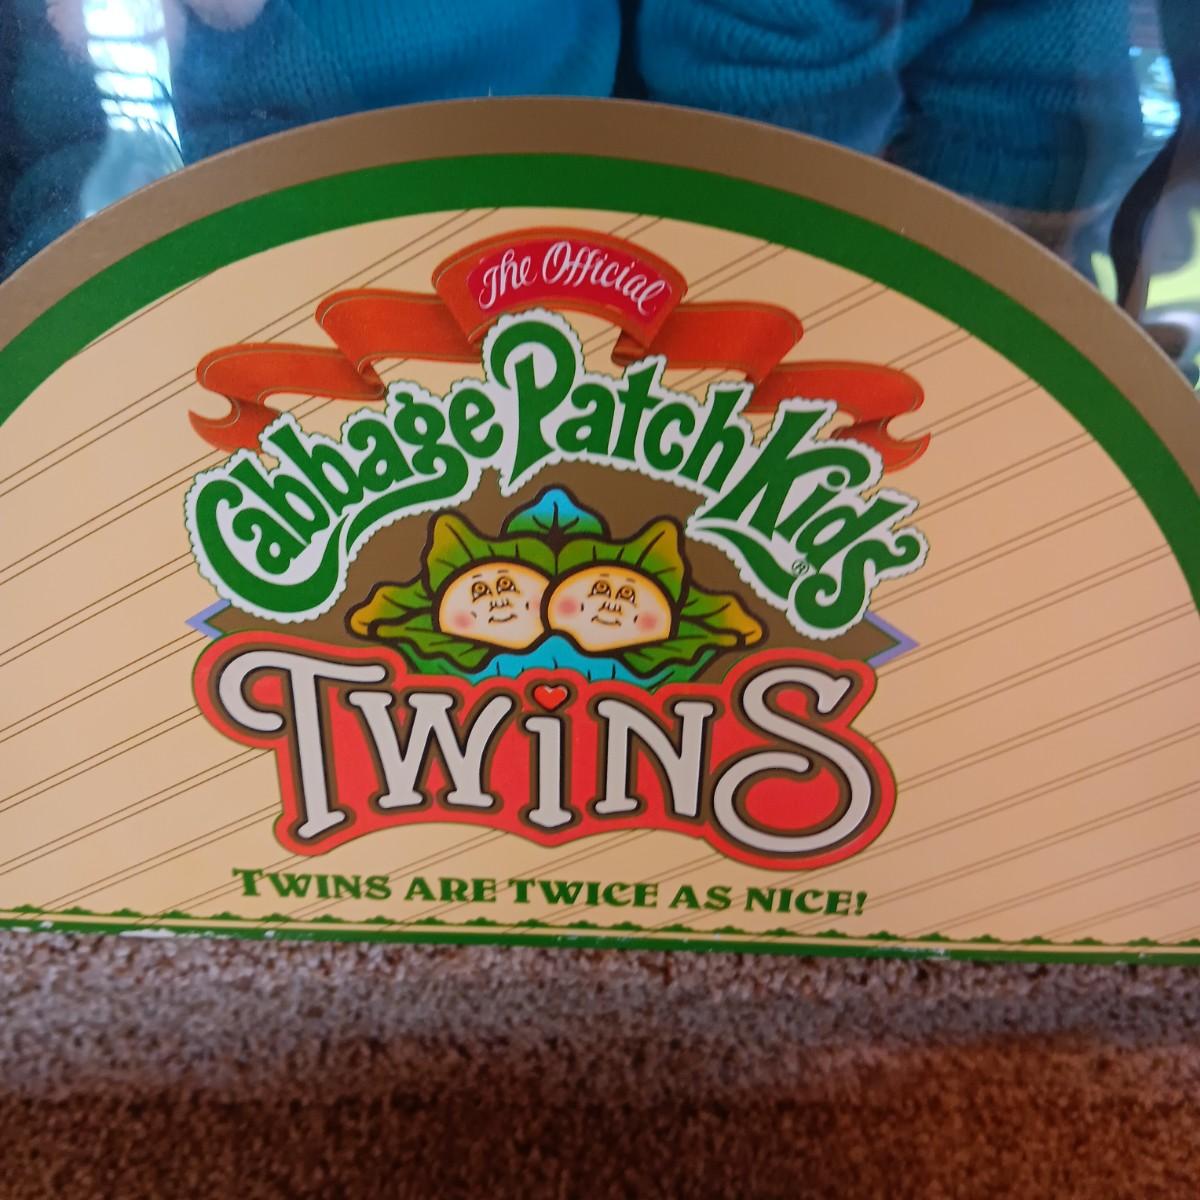 The Official
Cabbage Patch Kids®
TWiNS
TWINS ARE TWICE AS NICE!